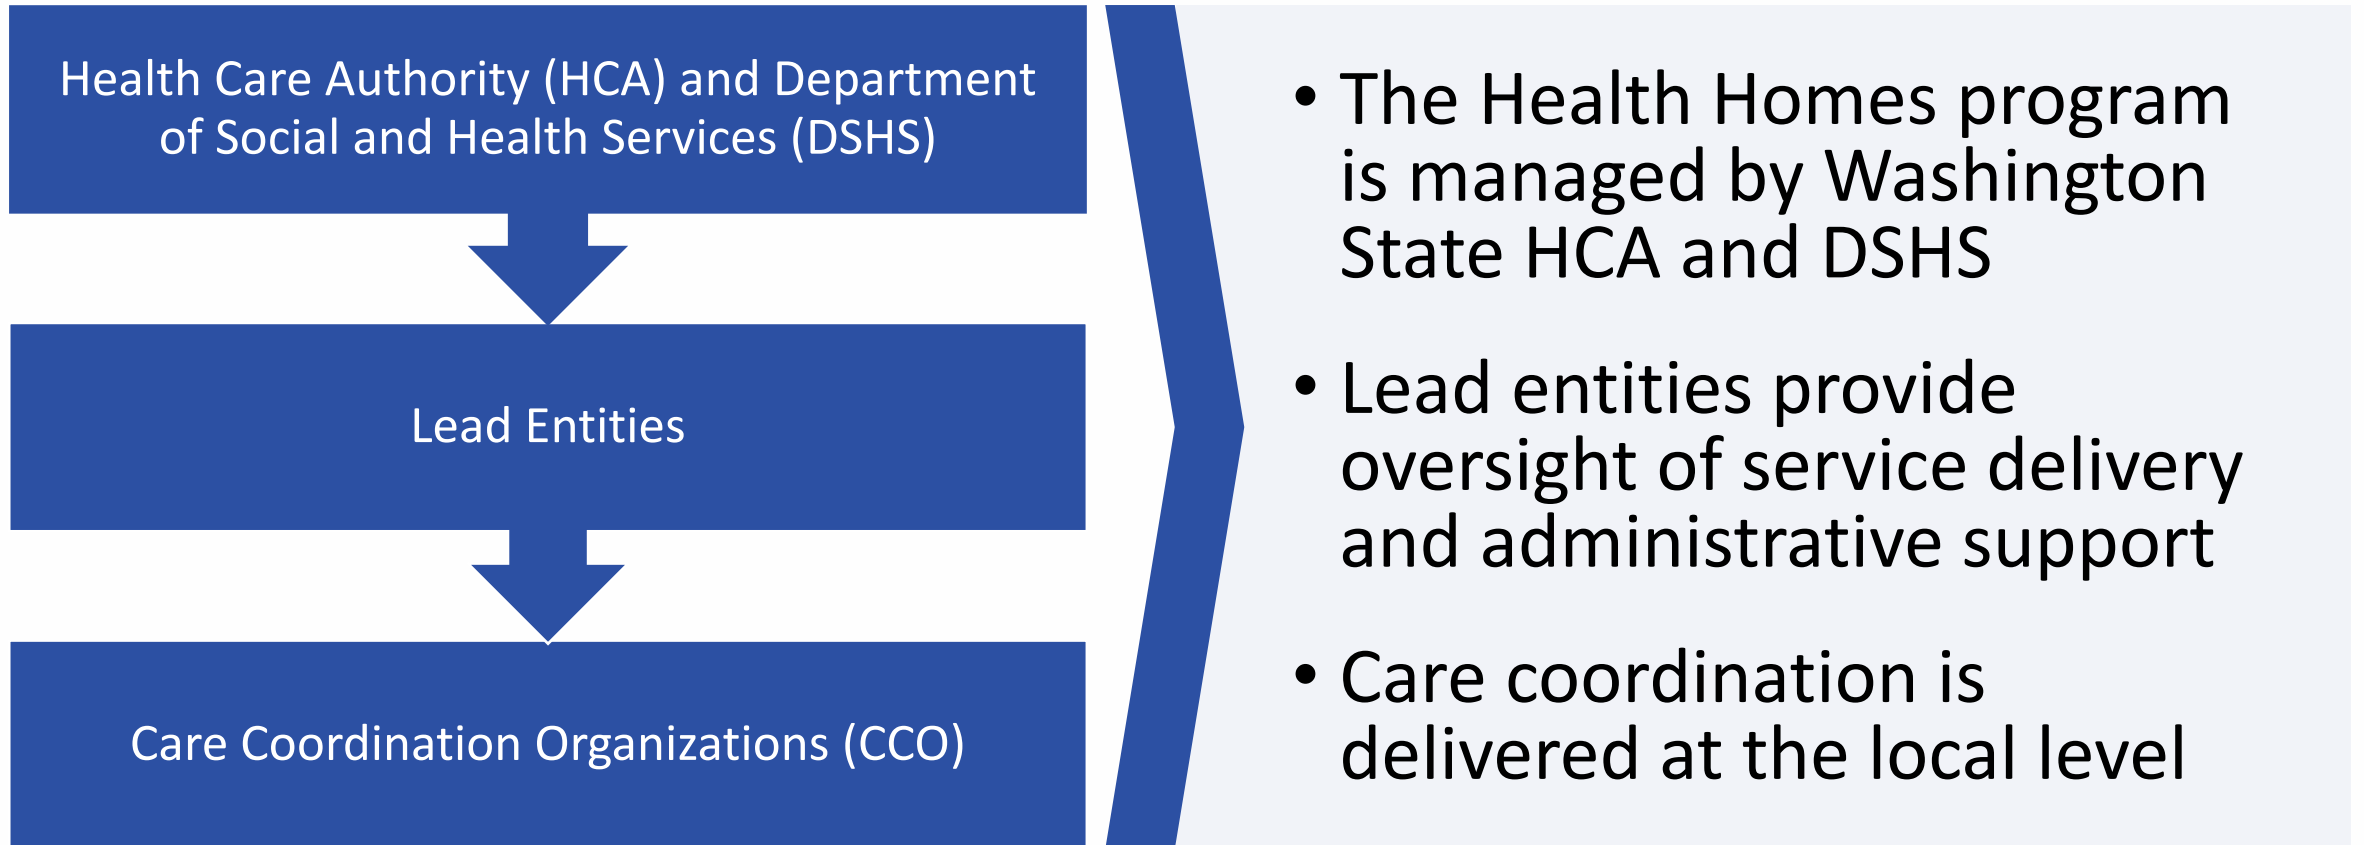 Health Care Authority (HCA) and Department
of Social and Health Services (DSHS)
Lead Entities
Care Coordination Organizations (CCO)
• The Health Homes program
is managed by Washington
State HCA and DSHS
• Lead entities provide
oversight of service delivery
and administrative support
• Care coordination is
delivered at the local level